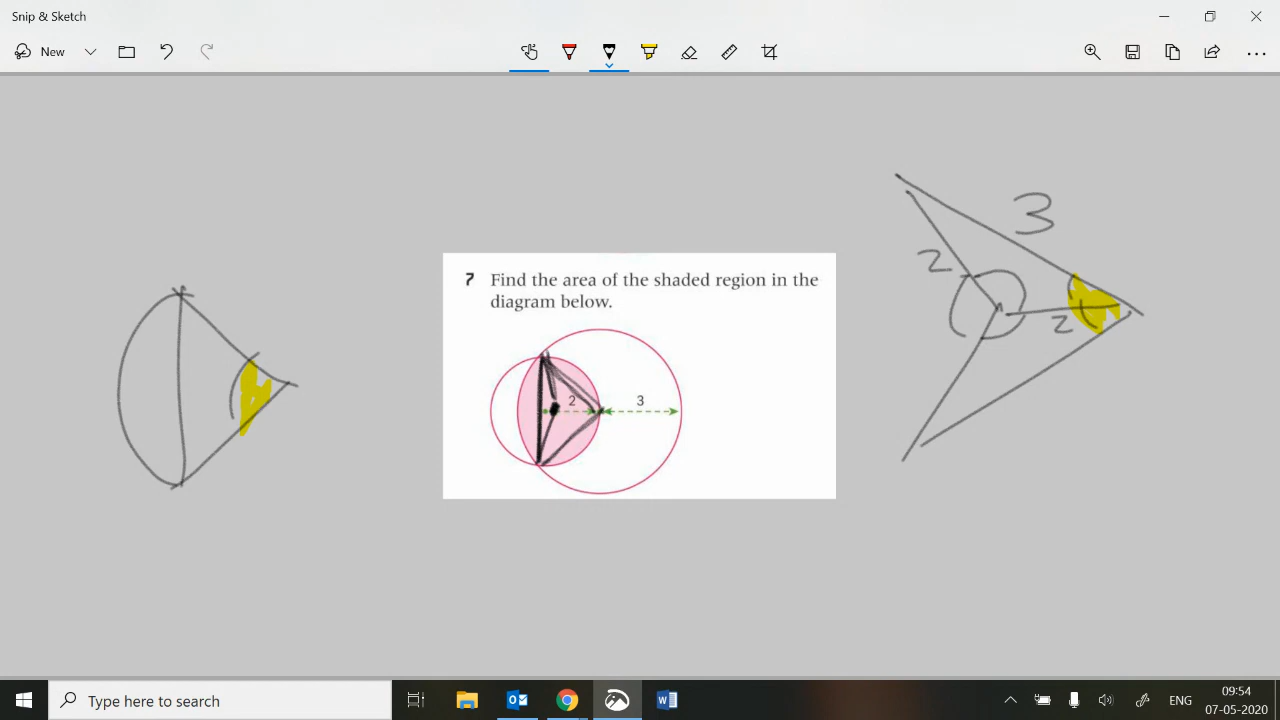 Snip & Sketch
New
3
2
2
7 Find the area of the shaded region in the
diagram below.
2
3
Type here to search
ENG
09:54
07-05-2020